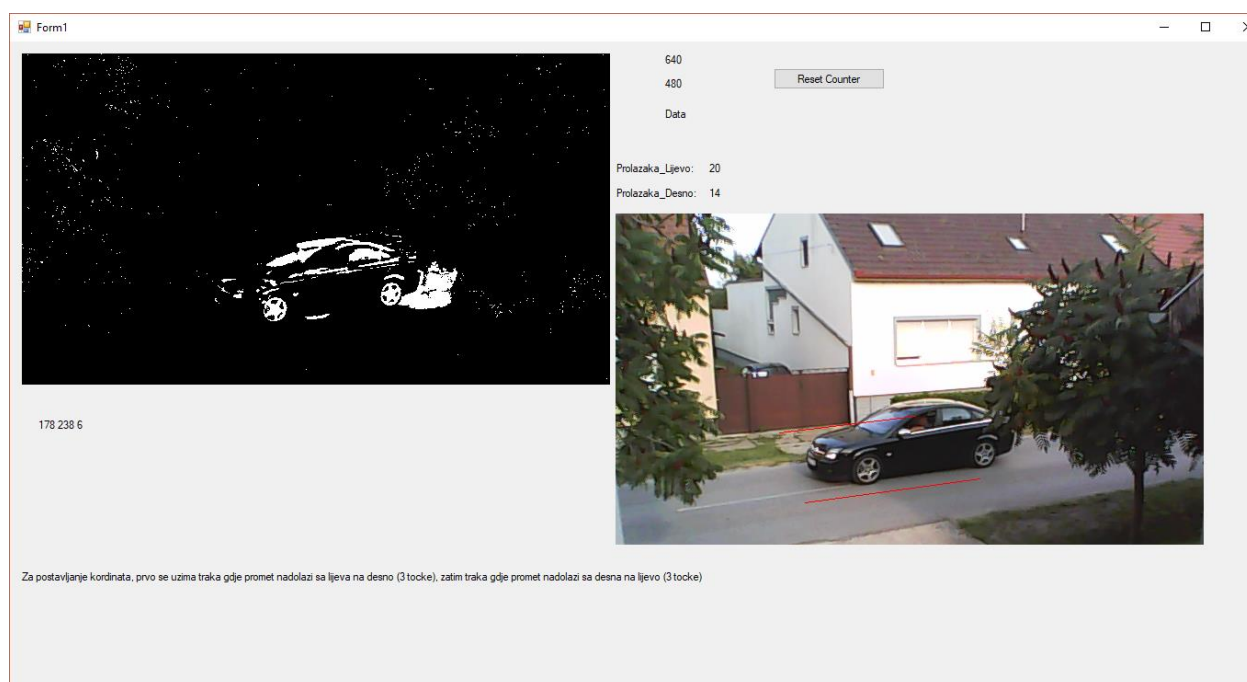 Form1
640
480
Reset Counter
Data
Prolazaka_Lijevo: 20
Prolazaka_Desno: 14
178 238 6
Za postavljanje kordinata, prvo se uzima traka gdje promet nadolazi sa lijeva na desno (3 tocke), zatim traka gdje promet nadolazi sa desna na lijevo (3 tocke)